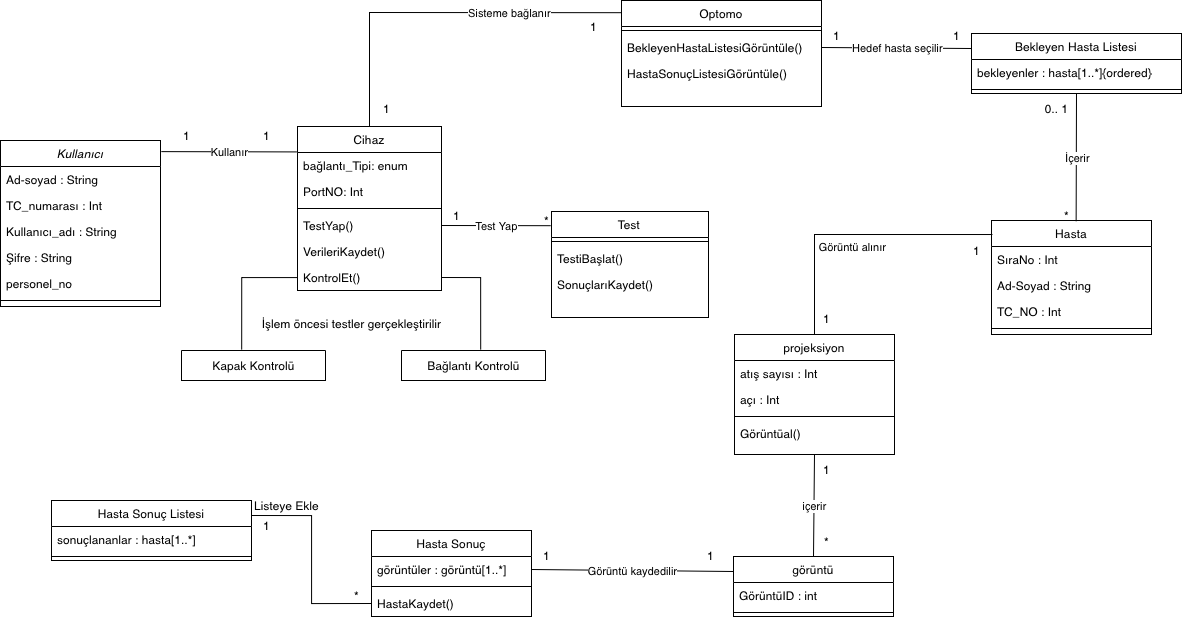 Sisteme bağlanır
1
Optomo
BekleyenHastaListesiGörüntüle()
HastaSonuçListesiGörüntüle()
1
Hedef hasta seçilir
1
Bekleyen Hasta Listesi
bekleyenler : hasta[1..*]{ordered}
0.. 1
İçerir
*
1
Kullanıcı
Ad-soyad : String
TC_numarası : Int
Kullanıcı_adı : String
Şifre : String
personel_no
1
Kullanır
1
Cihaz
bağlantı_Tipi: enum
PortNO: Int
TestYap()
VerileriKaydet()
KontrolEt()
1
Test Yap
*
Test
TestiBaşlat()
SonuçlarıKaydet()
Hasta
SıraNo : Int
Ad-Soyad : String
TC_NO : Int
Görüntü alınır
1
1
İşlem öncesi testler gerçekleştirilir
Kapak Kontrolü
Bağlantı Kontrolü
projeksiyon
atış sayısı : Int
açı : Int
Görüntüal()
1
içerir
*
Hasta Sonuç Listesi
sonuçlananlar : hasta[1..*]
Listeye Ekle
1
*
Hasta Sonuç
görüntüler : görüntü[1..*]
HastaKaydet()
1
Görüntü kaydedilir
1
görüntü
GörüntüID : int